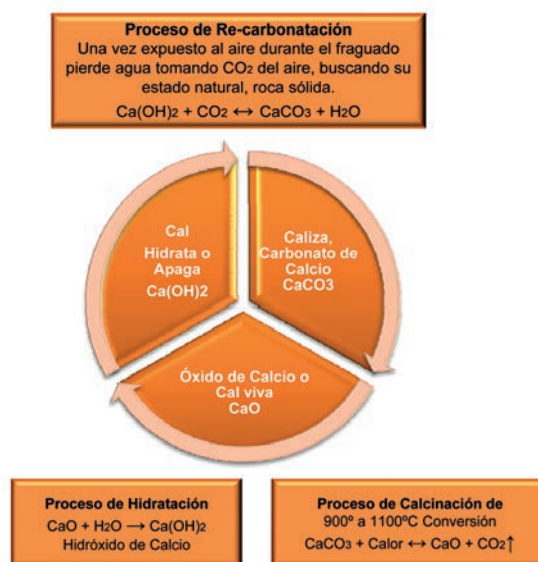 Proceso de Re-carbonatación
Una vez expuesto al aire durante el fraguado
pierde agua tomando CO₂ del aire, buscando su
estado natural, roca sólida.
Ca(OH)₂ + CO₂ ↔ CaCO₃ + H₂O
Cal
Hidrata o
Apaga
Ca(OH)2
Caliza,
Carbonato de
Calcio
CaCO3
Óxido de Calcio o
Cal viva
CaO
Proceso de Hidratación
CaO + H₂O → Ca(OH)₂
Hidróxido de Calcio
Proceso de Calcinación de
900º a 1100ºC Conversión
CaCO₃ + Calor ↔ CaO + CO₂↑